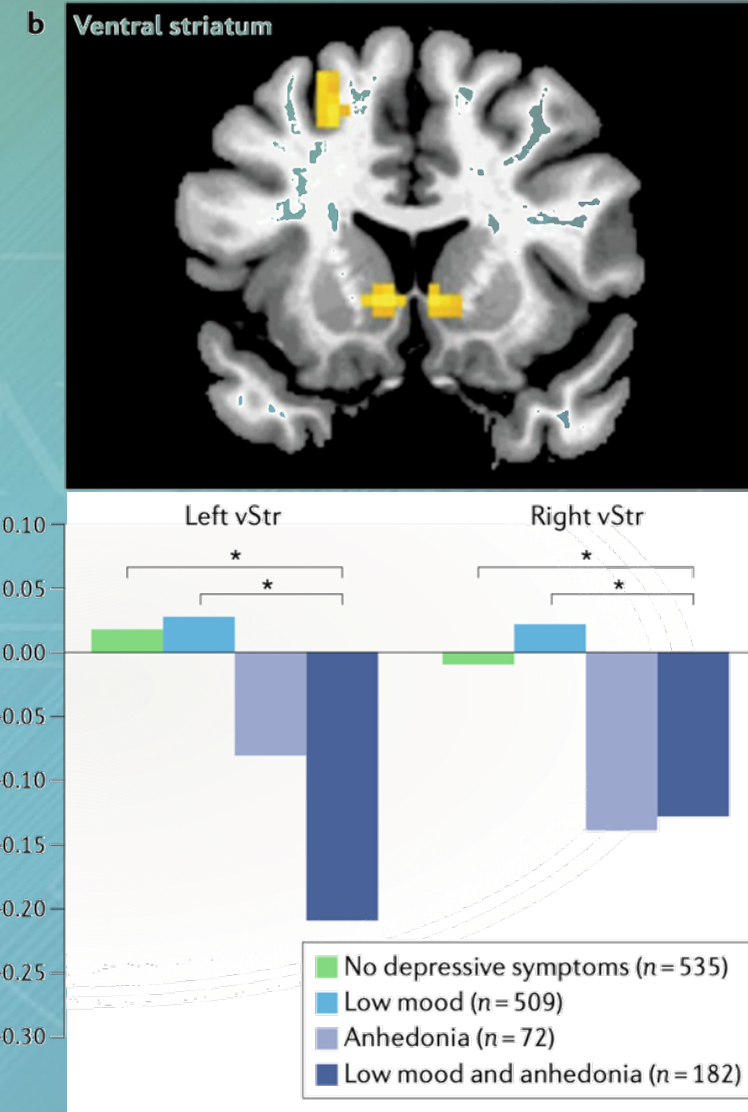 b Ventral striatum
Left vStr Right vStr
0.10
0.05
0.00
0.05
0.10
0.15
0.20
0.25
0.30
* *
* *
No depressive symptoms (n = 535)
Low mood (n = 509)
Anhedonia (n = 72)
Low mood and anhedonia (n = 182)